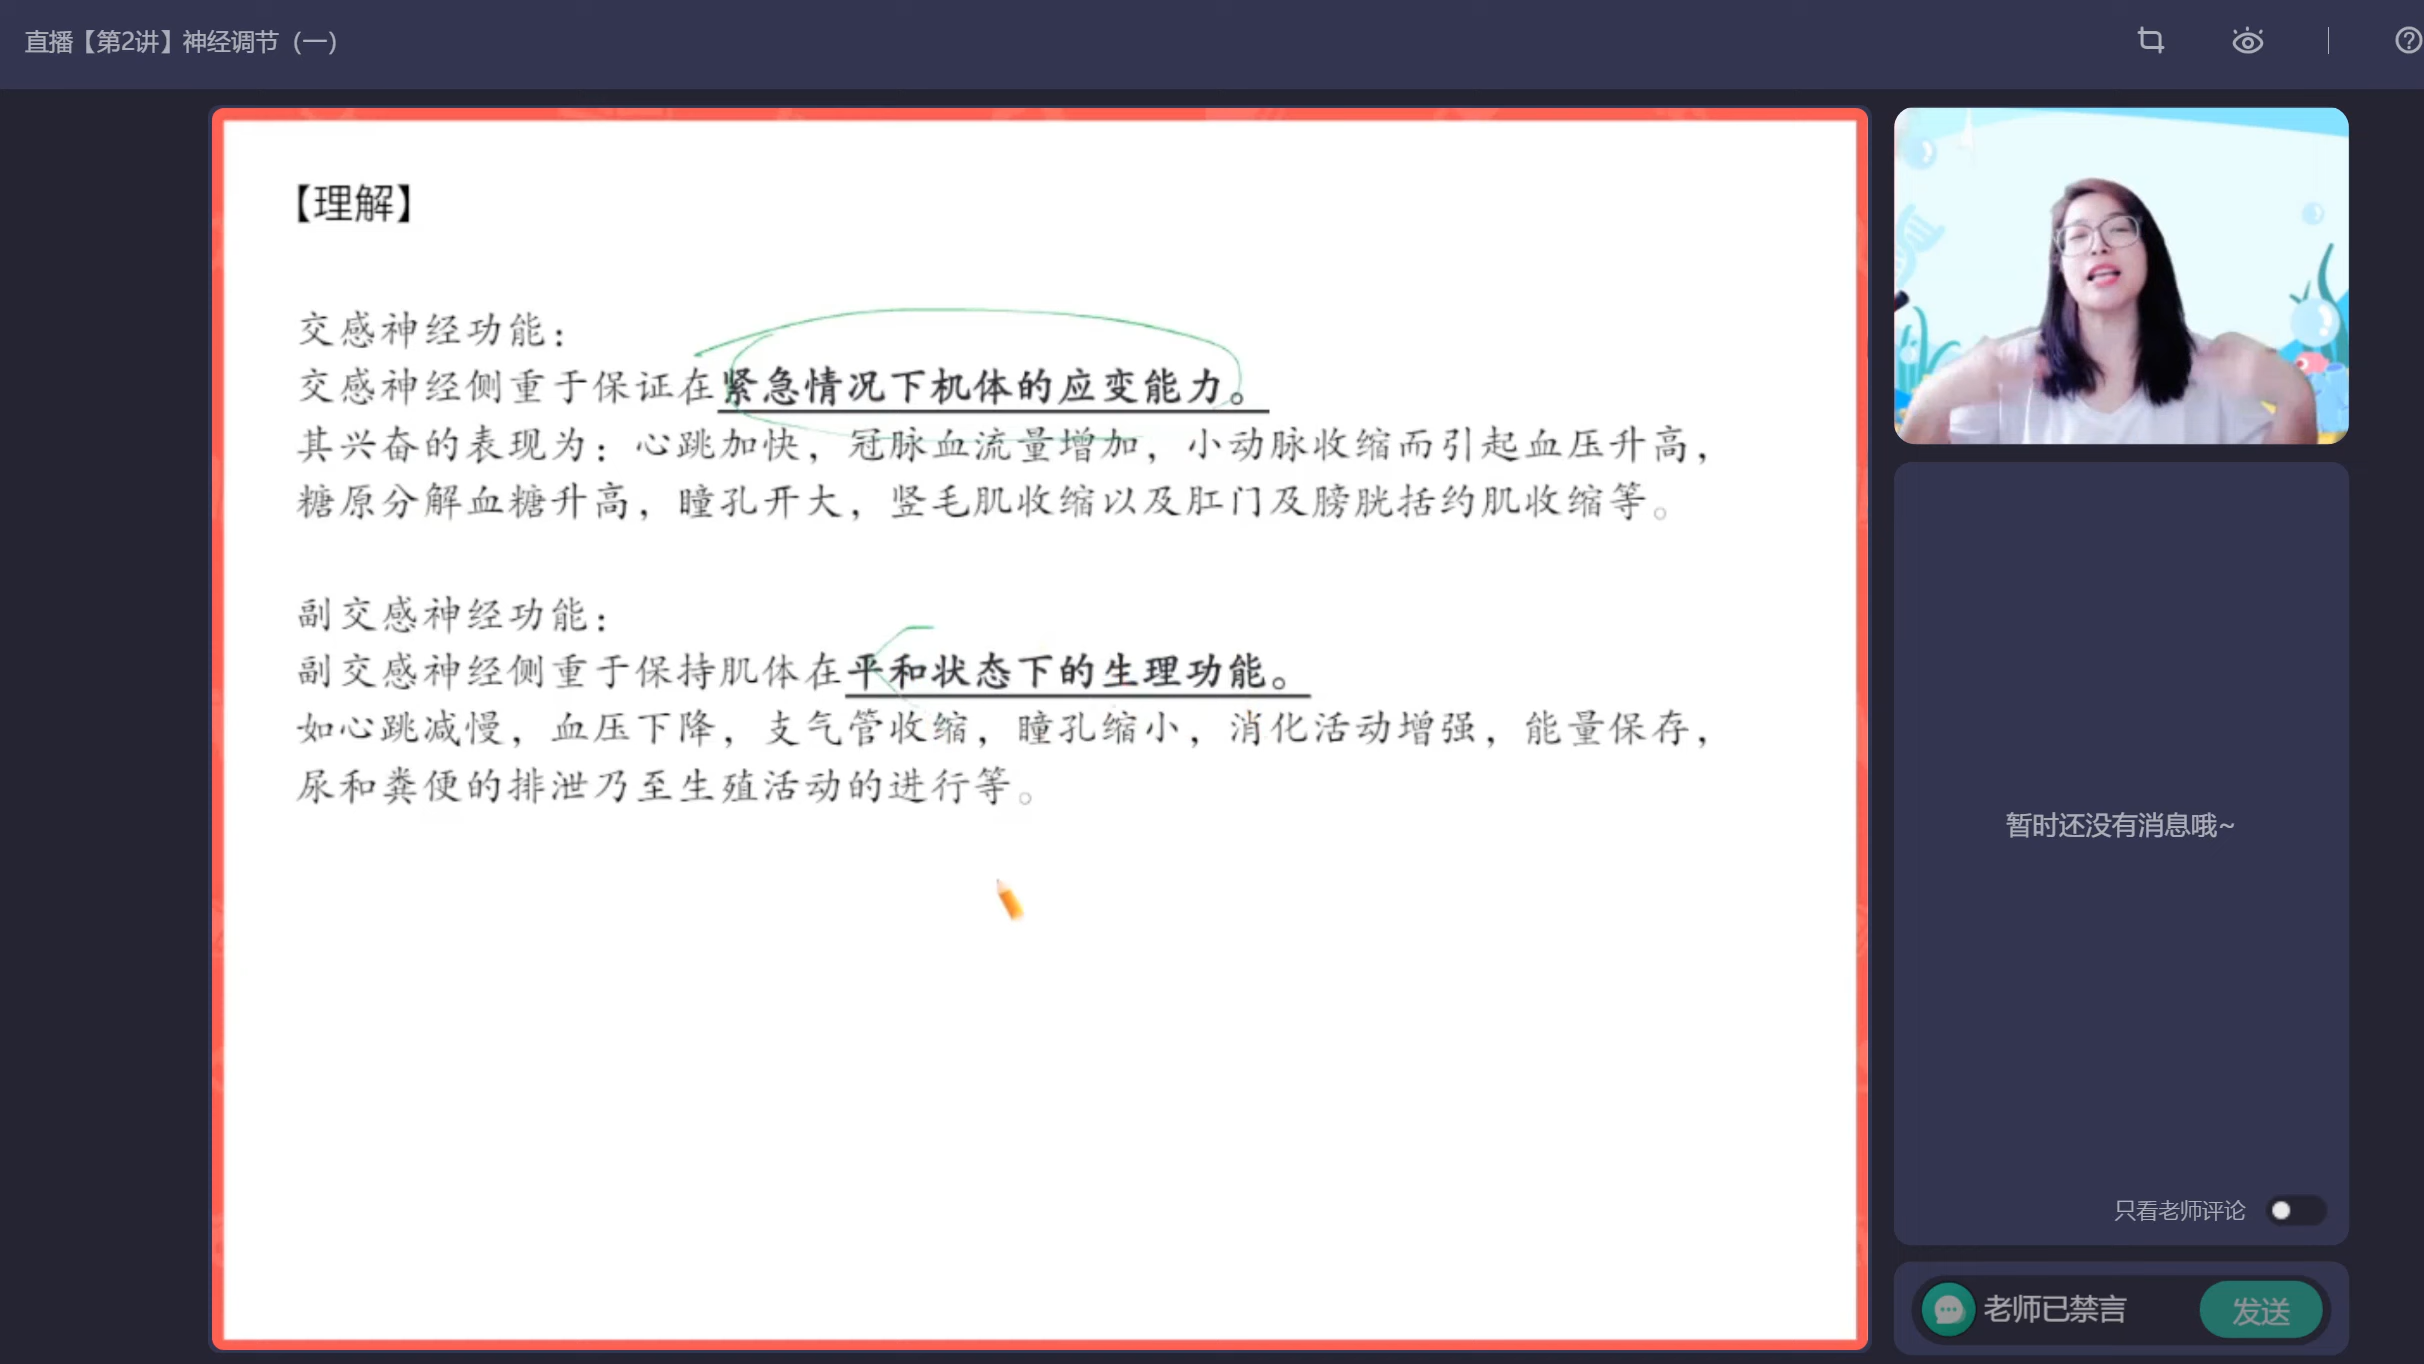 直播【第2讲】神经调节（一）
【理解】
交感神经功能：
交感神经侧重于保证在紧急情况下机体的应变能力。
其兴奋的表现为：心跳加快，冠脉血流量增加，小动脉收缩而引起血压升高，
糖原分解血糖升高，瞳孔开大，竖毛肌收缩以及肛门及膀胱括约肌收缩等。
副交感神经功能：
副交感神经侧重于保持肌体在平和状态下的生理功能。
如心跳减慢，血压下降，支气管收缩，瞳孔缩小，消化活动增强，能量保存，
尿和粪便的排泄乃至生殖活动的进行等。
暂时还没有消息哦~
只看老师评论
老师已禁言
发送